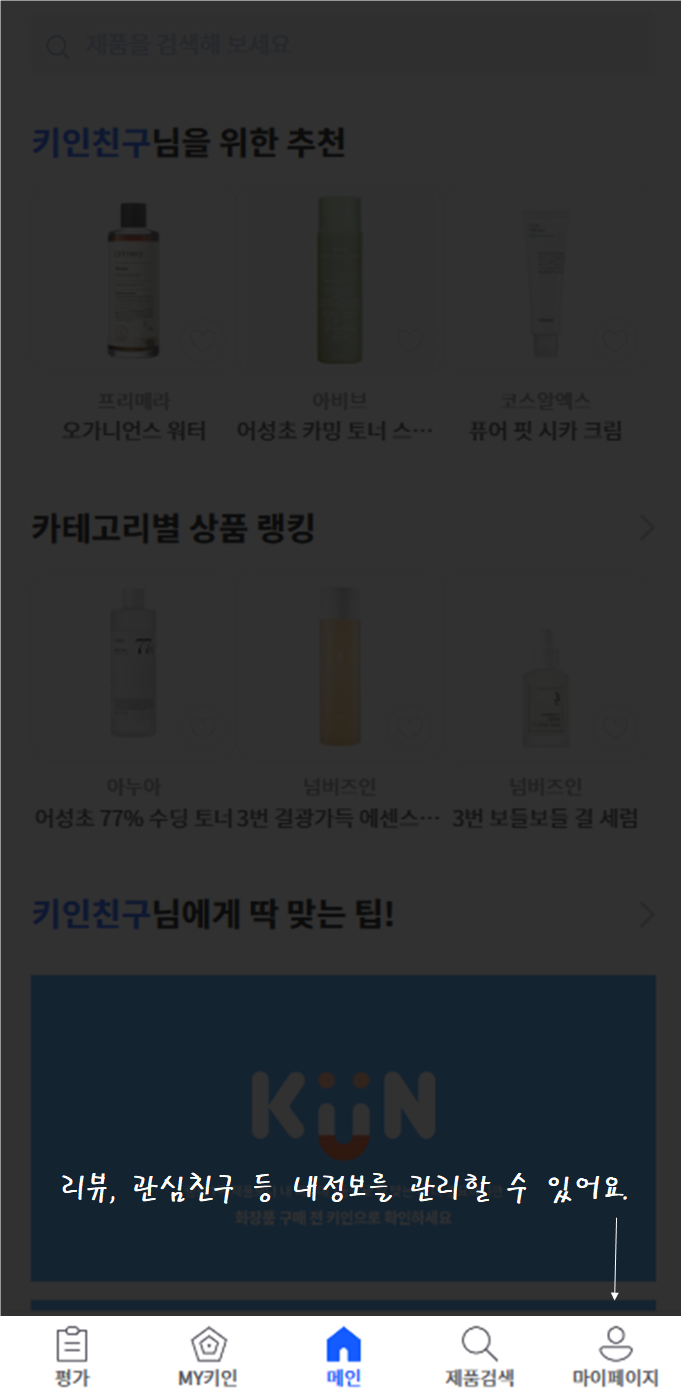 제품을 검색해 보세요
키인친구님을 위한 추천
프리메라 아비브 코스알엑스
오가니언스 워터 어성초 카밍 토너 스… 퓨어 핏 시카 크림
카테고리별 상품 랭킹
77
3
아누아 넘버즈인 넘버즈인
어성초 77% 수딩 토너 3번 결광가득 에센스… 3번 보들보들 결 세럼
키인친구님에게 딱 맞는 팁!
KiiN
리뷰, 관심친구 등 내정보를 관리할 수 있어요.
화장품 구매 전 키인으로 확인하세요
평가 MY키인 메인 제품검색 마이페이지